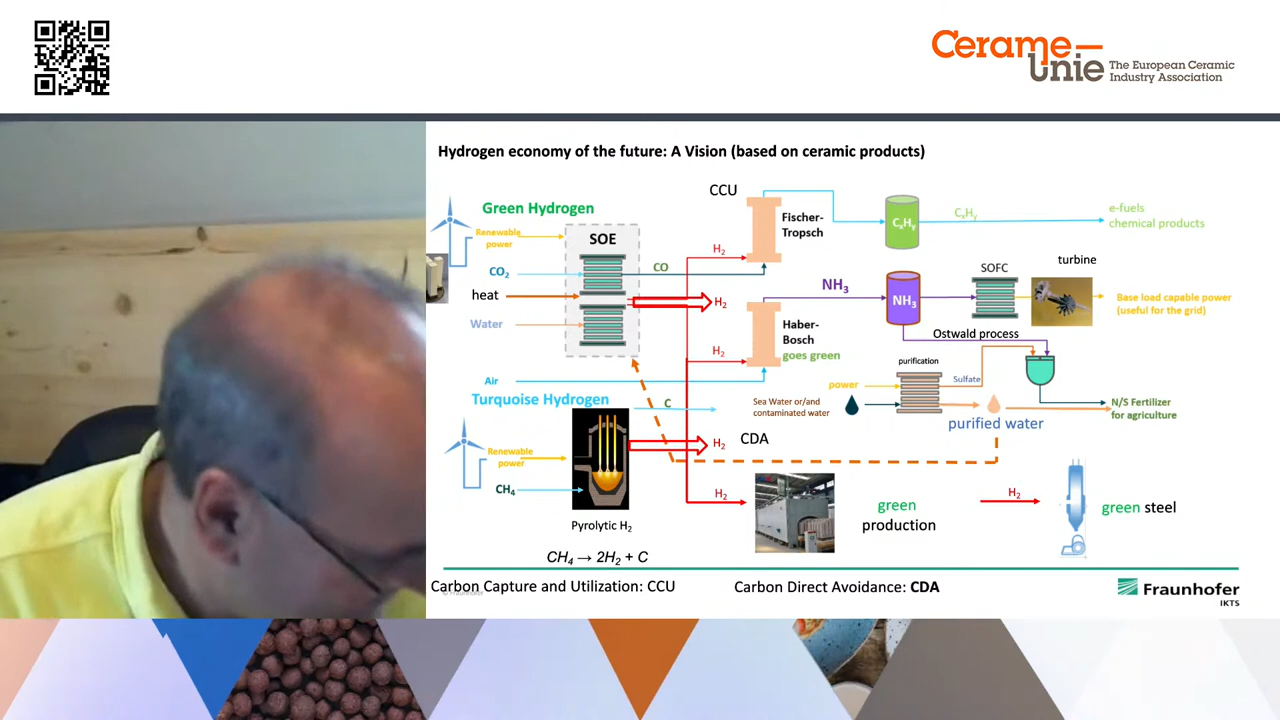 Cerame
Unie
The European Ceramic
Industry Association
Hydrogen economy of the future: A Vision (based on ceramic products)
Green Hydrogen
Renewable
power
CO₂
heat
Water
Air
SOE
CO
H₂
H₂
H₂
CCU
Fischer-
Tropsch
CₓHᵧ
CₓHᵧ
e-fuels
chemical products
NH₃
NH₃
Haber-
Bosch
goes green
SOFC
turbine
Base load capable power
(useful for the grid)
Ostwald process
purification
power
Sulfate
Sea Water or/and
contaminated water
purified water
N/S Fertilizer
for agriculture
Turquoise Hydrogen
C
Renewable
power
CH₄
Pyrolytic H₂
CH₄ → 2H₂ + C
H₂
CDA
H₂
green
production
H₂
green steel
Carbon Capture and Utilization: CCU
Carbon Direct Avoidance: CDA
Fraunhofer
IKTS